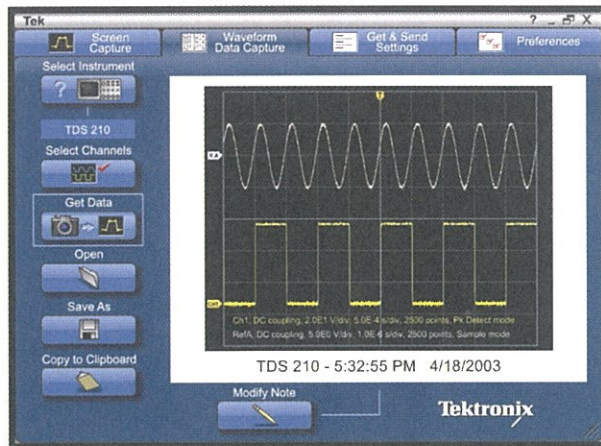 Tek
? _ X
Screen Capture
Waveform Data Capture
Get & Send Settings
Preferences
Select Instrument
?
TDS 210
Select Channels
Get Data
Open
Save As
Copy to Clipboard
T
R A
CH1
Ch1, DC coupling, 2.0E1 V/div, 5.0E-4 s/div, 2500 points, Pk Detect mode
RefA, DC coupling, 5.0E0 V/div, 1.0E-6 s/div, 2500 points, Sample mode
TDS 210 - 5:32:55 PM 4/18/2003
Modify Note
Tektronix